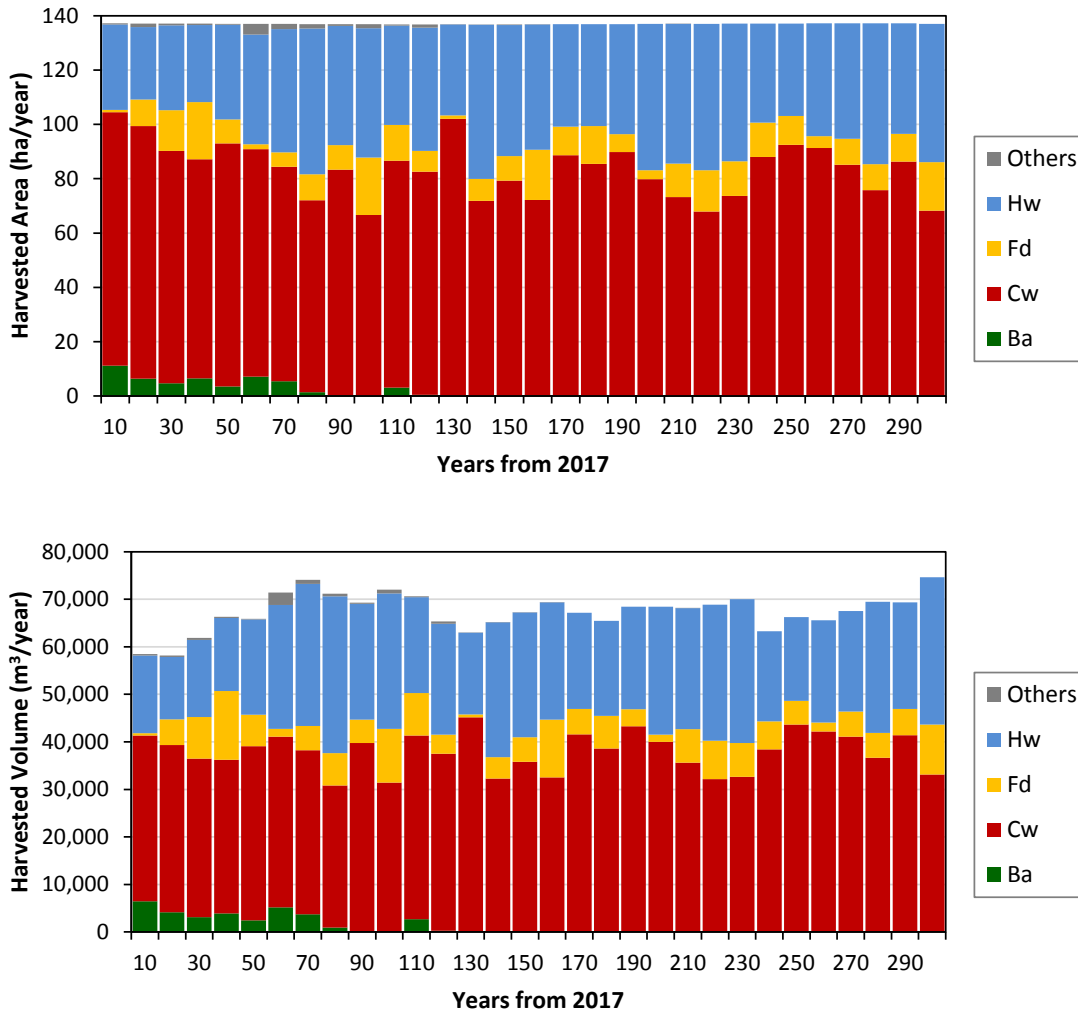 140
120
100
80
60
40
20
0
Harvested Area (ha/year)
10 30 50 70 90 110 130 150 170 190 210 230 250 270 290
Years from 2017
Others
Hw
Fd
Cw
Ba
80,000
70,000
60,000
50,000
40,000
30,000
20,000
10,000
0
Harvested Volume (m³/year)
10 30 50 70 90 110 130 150 170 190 210 230 250 270 290
Years from 2017
Others
Hw
Fd
Cw
Ba